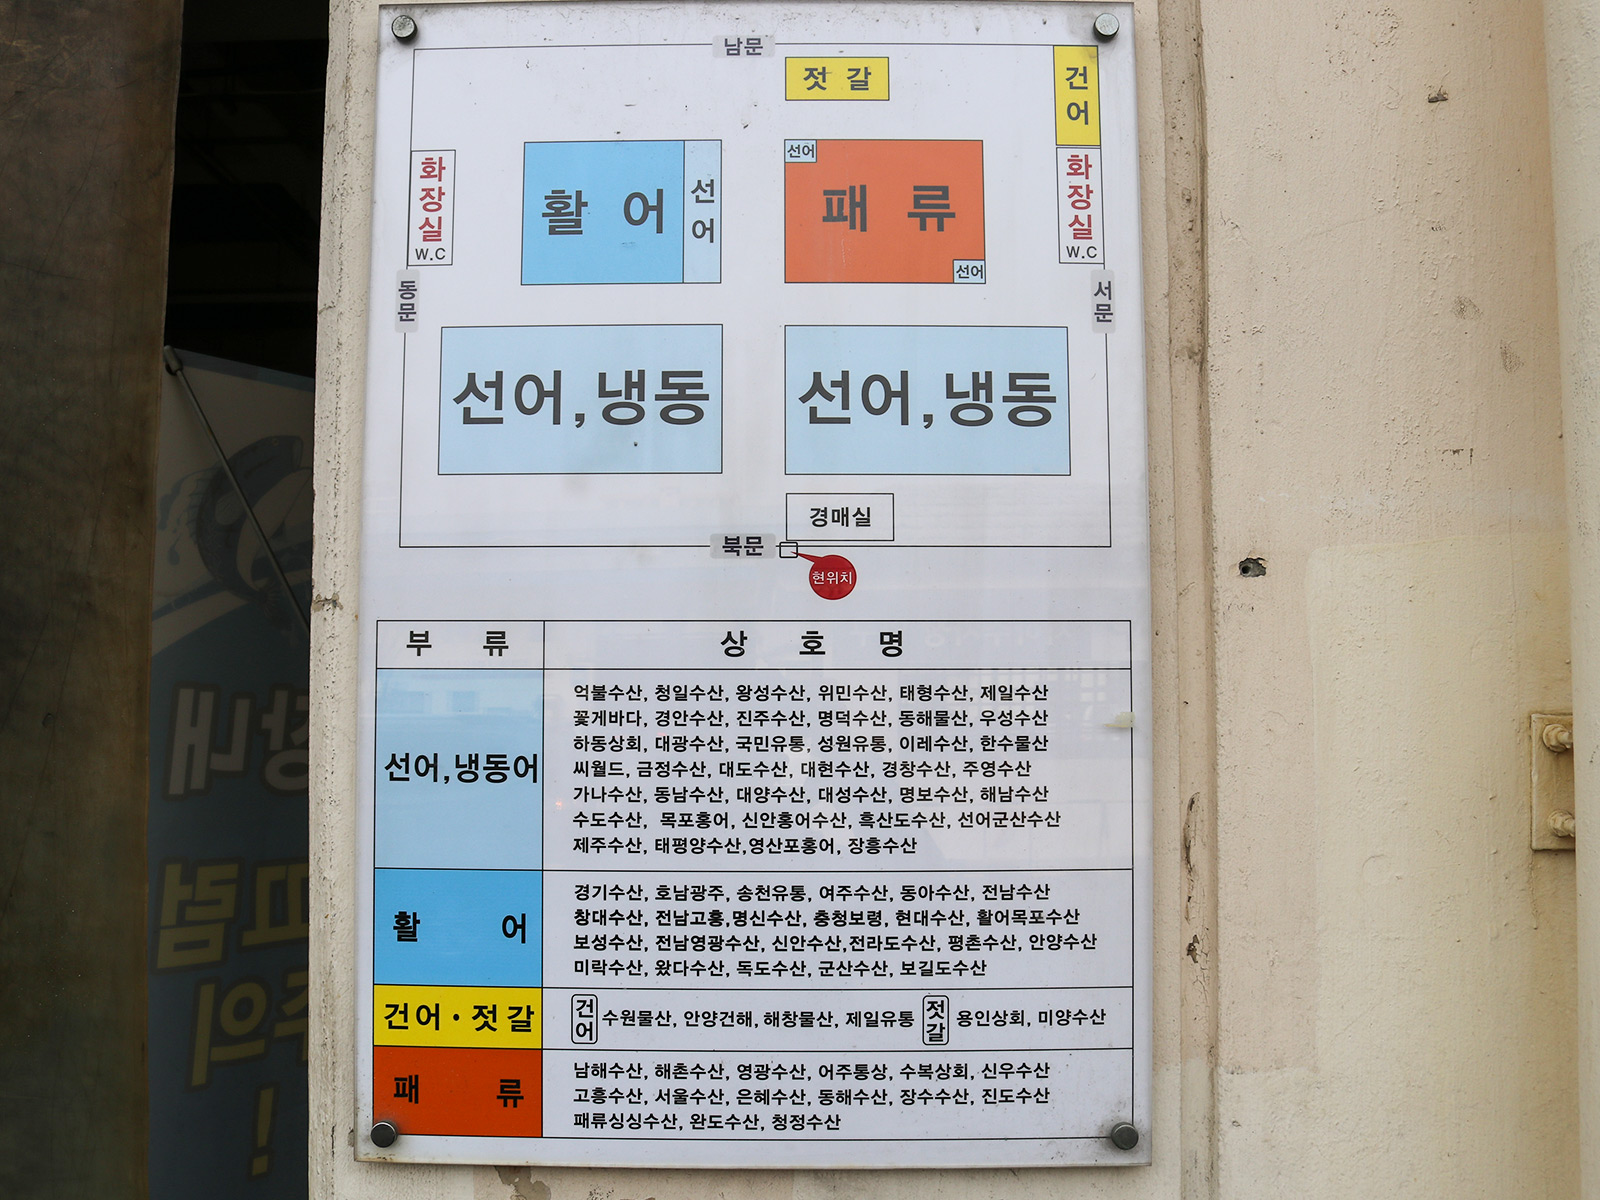 남문
젓 갈
건어
화장실
W.C
활 어
선어
선어
패 류
선어
화장실
W.C
동문
서문
선어,냉동
선어,냉동
경매실
북문
현위치
부 류
상 호 명
선어,냉동어
억불수산, 청일수산, 왕성수산, 위민수산, 태형수산, 제일수산
꽃게바다, 경안수산, 진주수산, 명덕수산, 동해물산, 우성수산
하동상회, 대광수산, 국민유통, 성원유통, 이레수산, 한수물산
씨월드, 금정수산, 대도수산, 대현수산, 경창수산, 주영수산
가나수산, 동남수산, 대양수산, 대성수산, 명보수산, 해남수산
수도수산, 목포홍어, 신안홍어수산, 흑산도수산, 선어군산수산
제주수산, 태평양수산,영산포홍어, 장흥수산
활 어
경기수산, 호남광주, 송천유통, 여주수산, 동아수산, 전남수산
창대수산, 전남고흥,명신수산, 충청보령, 현대수산, 활어목포수산
보성수산, 전남영광수산, 신안수산,전라도수산, 평촌수산, 안양수산
미락수산, 왔다수산, 독도수산, 군산수산, 보길도수산
건어・젓갈
건어 수원물산, 안양건해, 해창물산, 제일유통 젓갈 용인상회, 미양수산
패 류
남해수산, 해촌수산, 영광수산, 어주통상, 수복상회, 신우수산
고흥수산, 서울수산, 은혜수산, 동해수산, 장수수산, 진도수산
패류싱싱수산, 완도수산, 청정수산